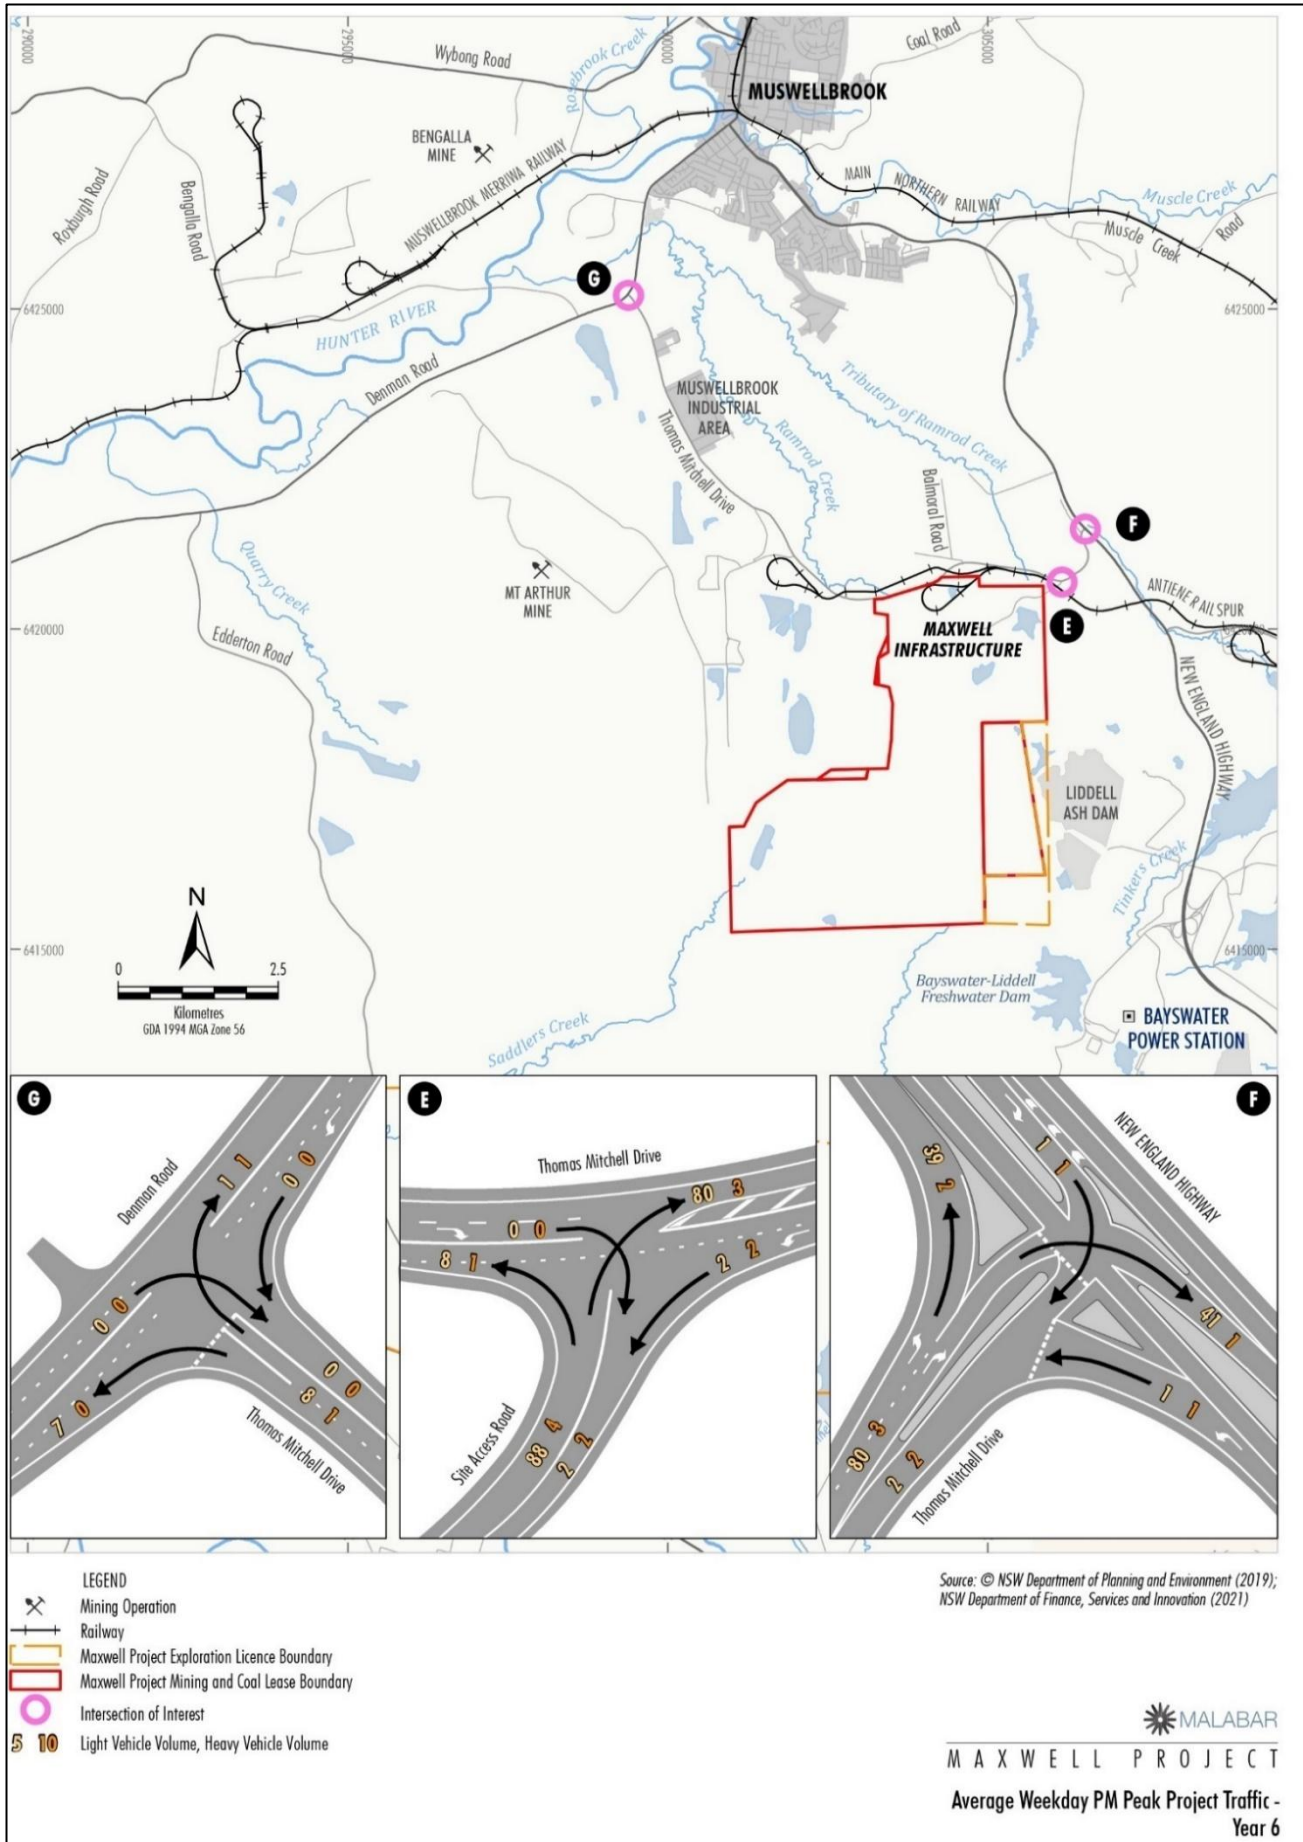 290000
295000
305000
Wybong Road
Rosebrook Creek
Coal Road
MUSWELLBROOK
BENGALLA
MINE
Roxburgh Road
Bengalla Road
MUSWELLBROOK MERRIWA RAILWAY
MAIN NORTHERN RAILWAY
Muscle Creek
Muscle Creek Road
G
6425000
6425000
HUNTER RIVER
Denman Road
MUSWELLBROOK
INDUSTRIAL
AREA
Thomas Mitchell Drive
Ramrod Creek
Tributary of Ramrod Creek
Balmoral Road
F
Quarry Creek
MT ARTHUR
MINE
ANTIENE RAIL SPUR
6420000
E
MAXWELL
INFRASTRUCTURE
Edderton Road
NEW ENGLAND HIGHWAY
LIDDELL
ASH DAM
Tinkers Creek
N
6415000
6415000
0 2.5
Kilometres
GDA 1994 MGA Zone 56
Bayswater-Liddell
Freshwater Dam
Saddlers Creek
BAYSWATER
POWER STATION
G
Denman Road
1 1
0 0
0 0
0 0
8 1
7 0
Thomas Mitchell Drive
E
Thomas Mitchell Drive
80 3
0 0
8 1
2 2
Site Access Road
88 4
2 2
F
NEW ENGLAND HIGHWAY
39 2
1 1
41 1
1 1
80 3
2 2
Thomas Mitchell Drive
LEGEND
Mining Operation
Railway
Maxwell Project Exploration Licence Boundary
Maxwell Project Mining and Coal Lease Boundary
Intersection of Interest
5 10 Light Vehicle Volume, Heavy Vehicle Volume
Source: © NSW Department of Planning and Environment (2019);
NSW Department of Finance, Services and Innovation (2021)
MALABAR
MAXWELL PROJECT
Average Weekday PM Peak Project Traffic -
Year 6